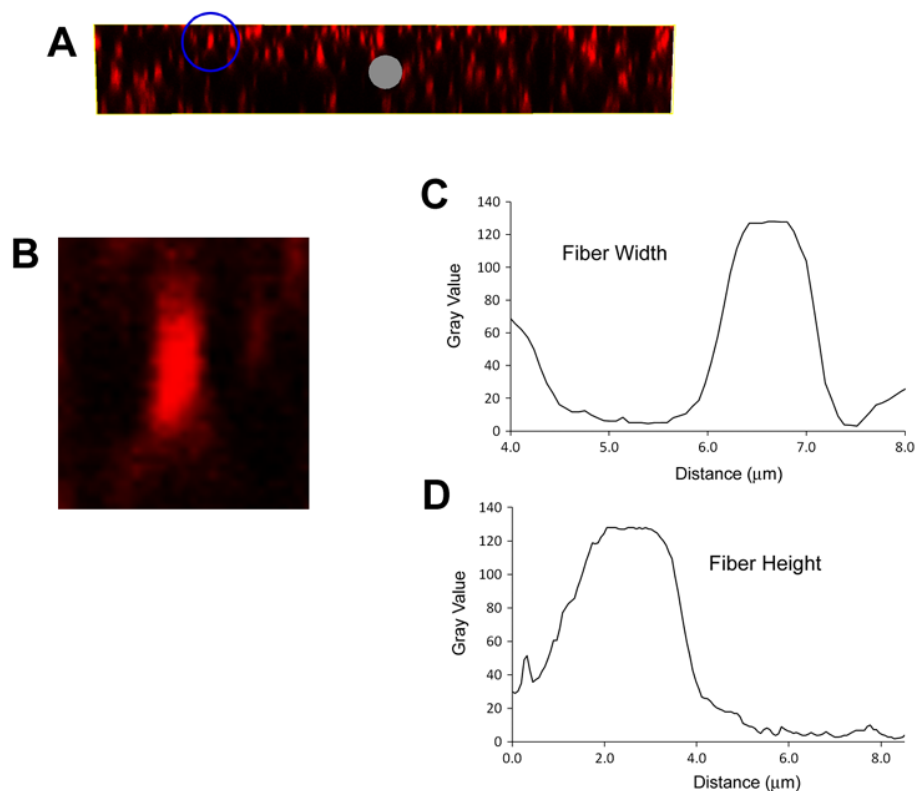 A
B
C
140
120
100
80
60
40
20
0
Gray Value
Fiber Width
4.0 5.0 6.0 7.0 8.0
Distance (μm)
D
140
120
100
80
60
40
20
0
Gray Value
Fiber Height
0.0 2.0 4.0 6.0 8.0
Distance (μm)